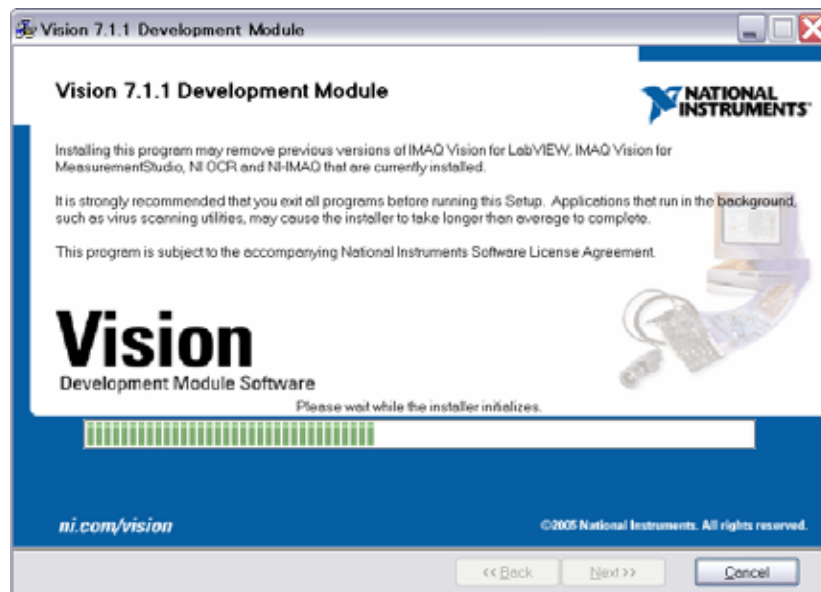 Vision 7.1.1 Development Module
Vision 7.1.1 Development Module
NATIONAL
INSTRUMENTS™
Installing this program may remove previous versions of IMAQ Vision for LabVIEW, IMAQ Vision for
MeasurementStudio, NI OCR and NI-IMAQ that are currently installed.
It is strongly recommended that you exit all programs before running this Setup. Applications that run in the background,
such as virus scanning utilities, may cause the installer to take longer than average to complete.
This program is subject to the accompanying National Instruments Software License Agreement.
Vision
Development Module Software
Please wait while the installer initializes.
ni.com/vision
©2005 National Instruments. All rights reserved.
<< Back
Next >>
Cancel